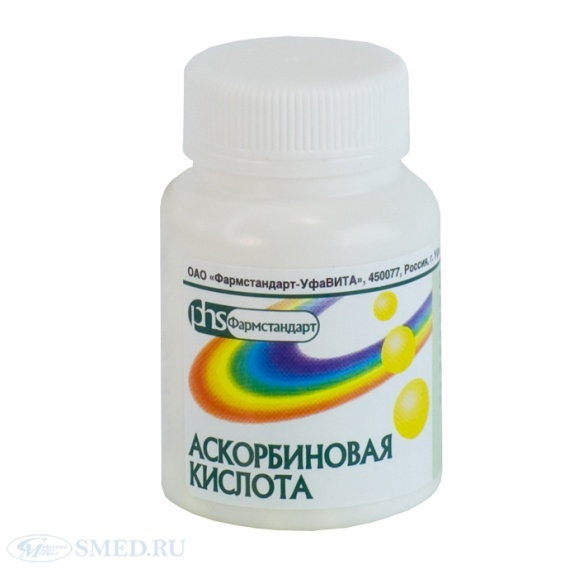 ОАО «Фармстандарт-УфаВИТА», 450077, Россия, г.
phs Фармстандарт
АСКОРБИНОВАЯ
КИСЛОТА
SMED.RU